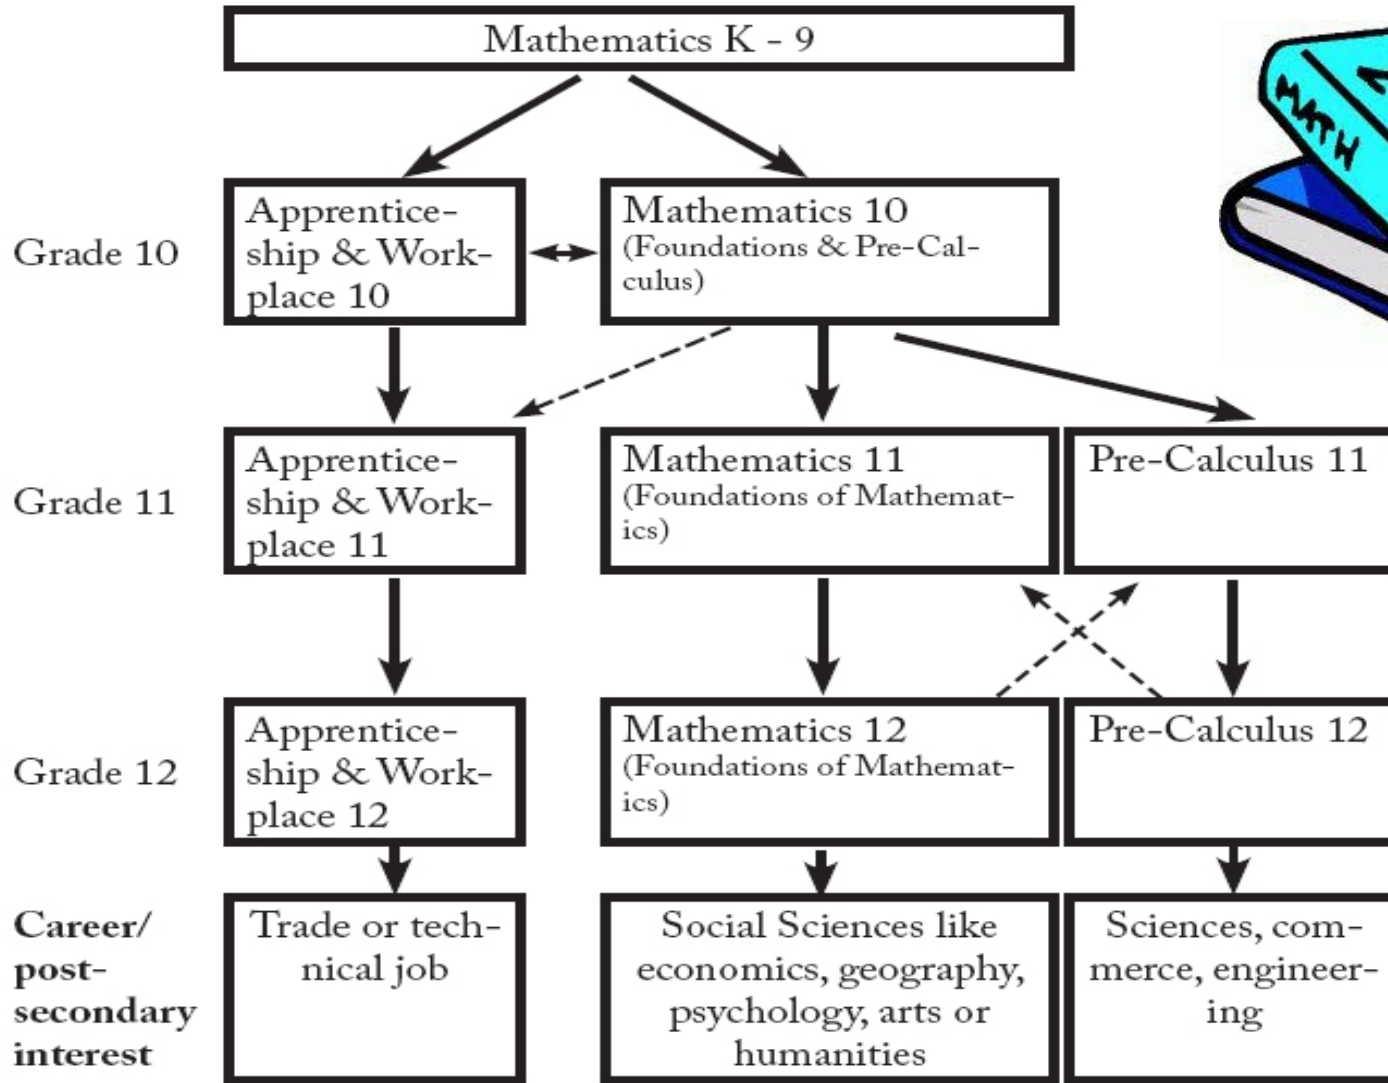 Mathematics K - 9
MATH
Grade 10
Apprentice-
ship & Work-
place 10
Mathematics 10
(Foundations & Pre-Cal-
culus)
Grade 11
Apprentice-
ship & Work-
place 11
Mathematics 11
(Foundations of Mathemat-
ics)
Pre-Calculus 11
Grade 12
Apprentice-
ship & Work-
place 12
Mathematics 12
(Foundations of Mathemat-
ics)
Pre-Calculus 12
Career/
post-
secondary
interest
Trade or tech-
nical job
Social Sciences like
economics, geography,
psychology, arts or
humanities
Sciences, com-
merce, engineer-
ing